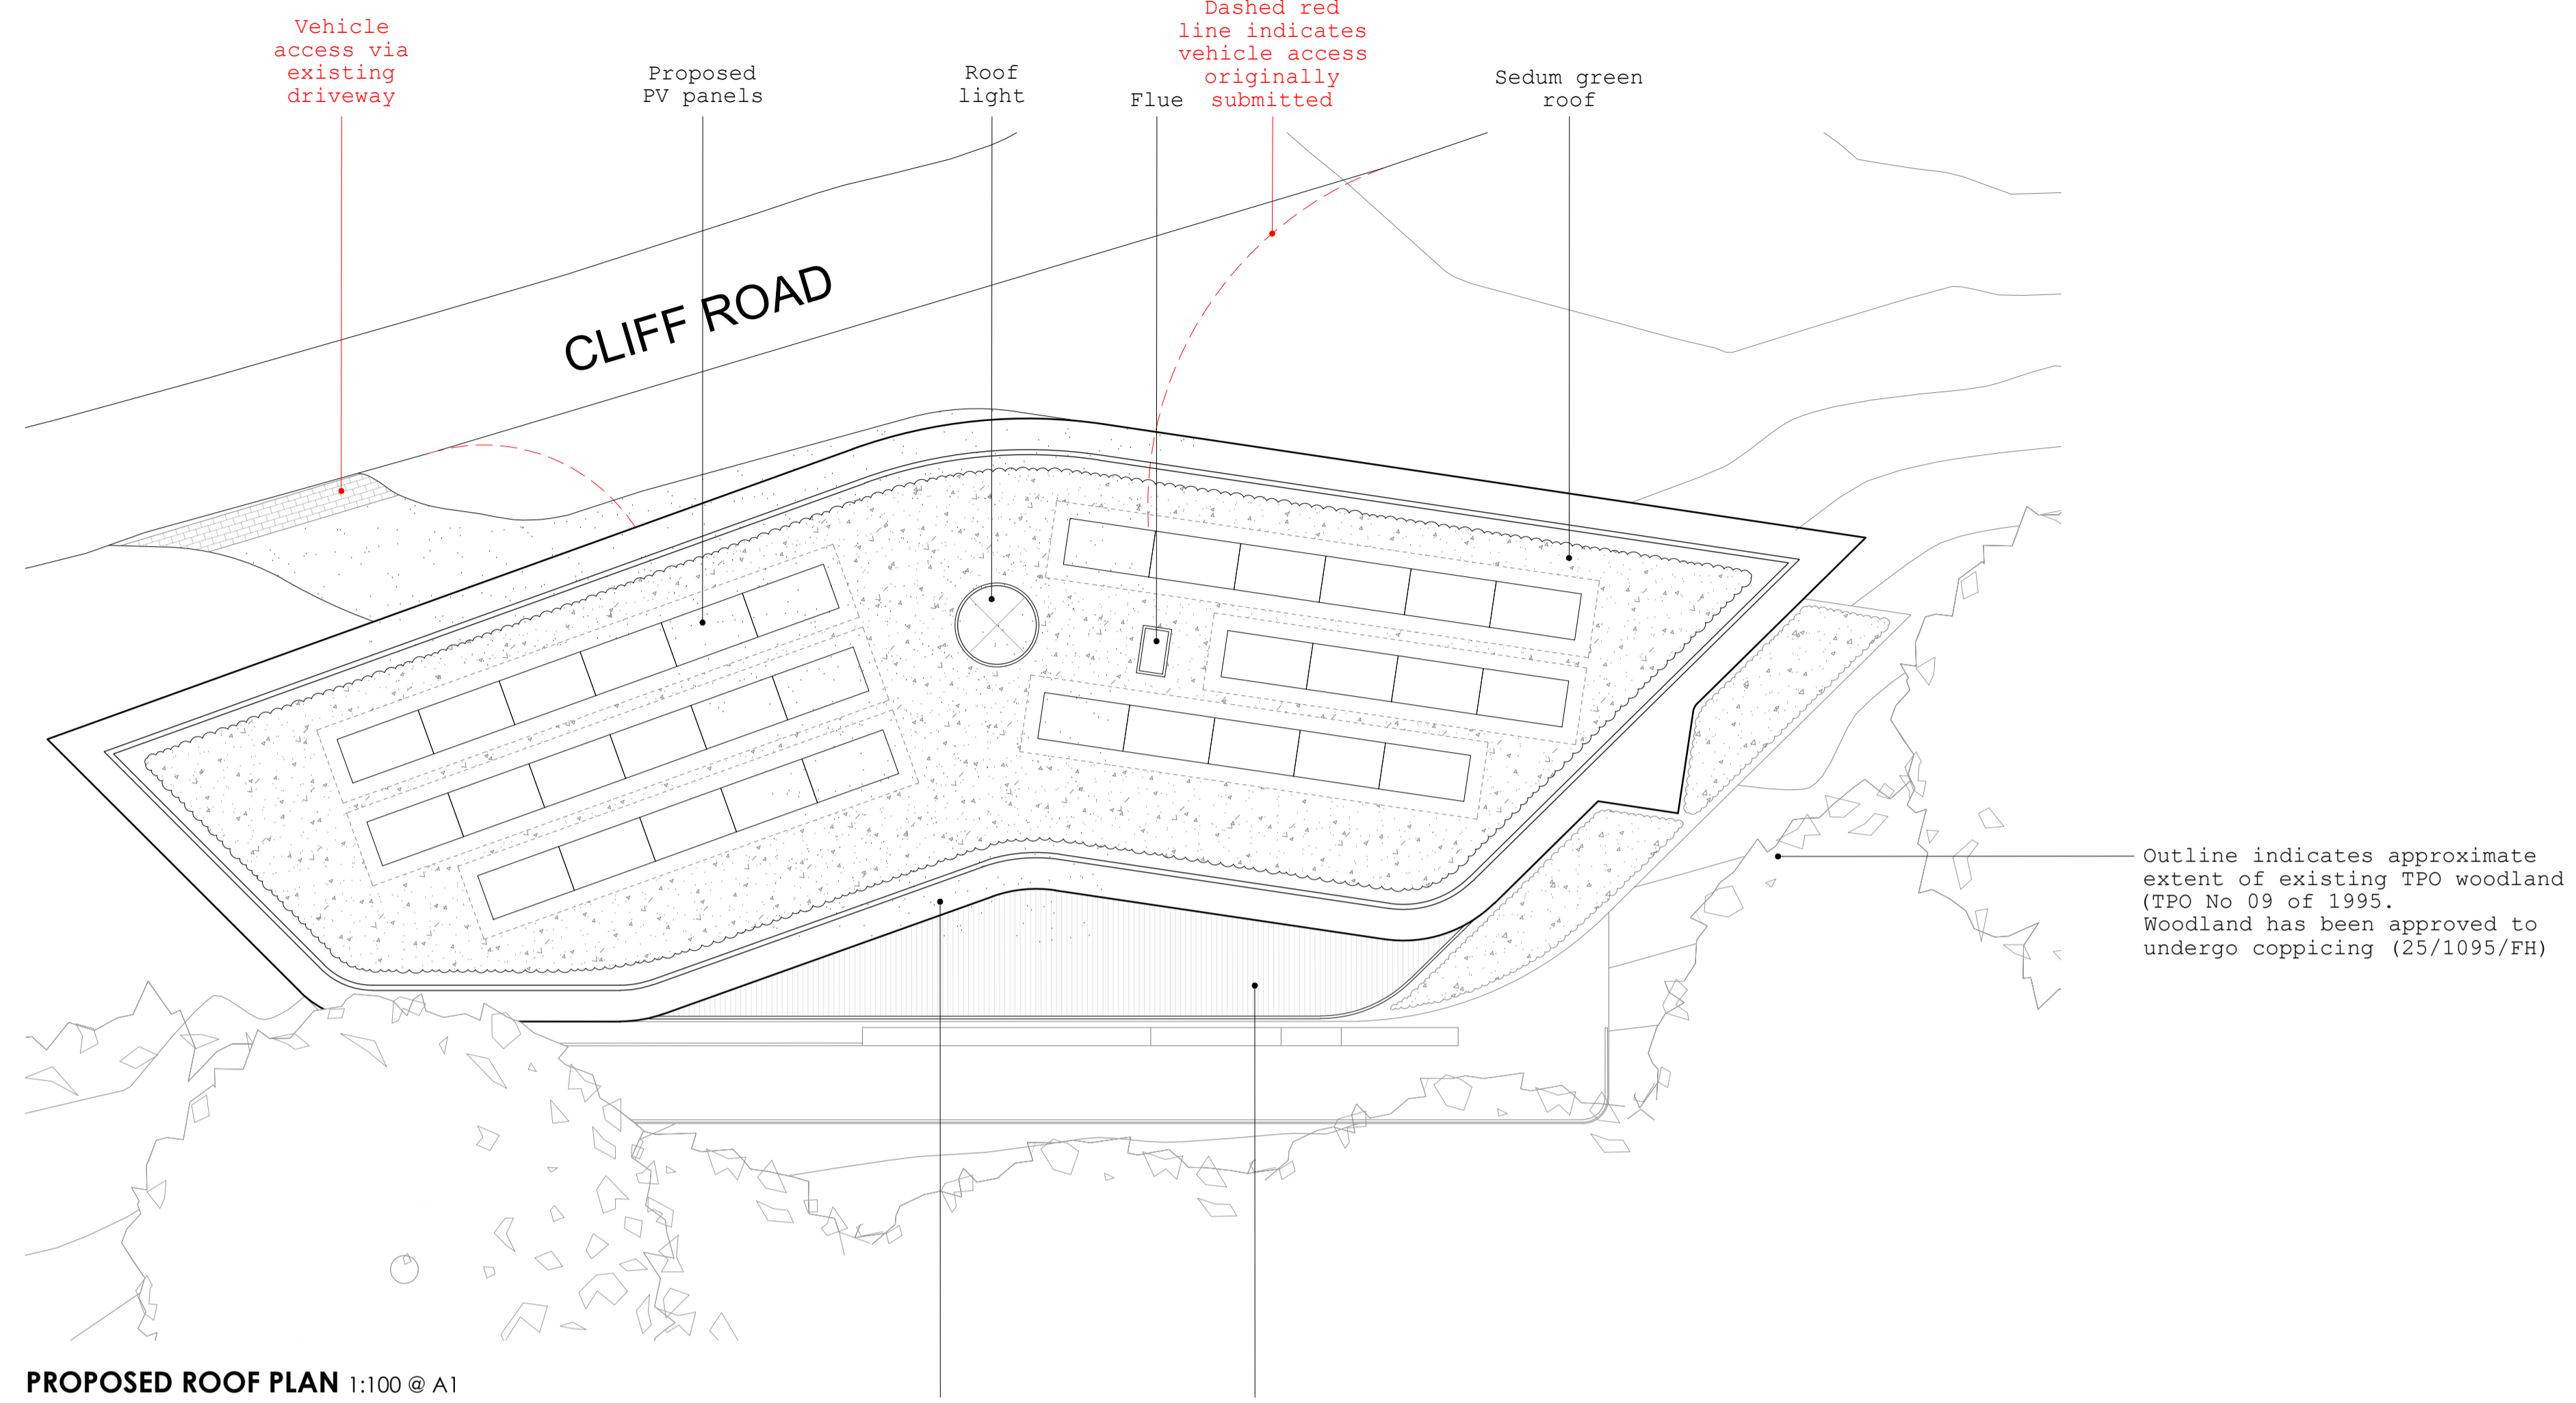 Vehicle
access via
existing
driveway
Proposed
PV panels
Roof
light
Flue
Dashed red
line indicates
vehicle access
originally
submitted
Sedum green
roof
CLIFF ROAD
Outline indicates approximate
extent of existing TPO woodland
(TPO No 09 of 1995.
Woodland has been approved to
undergo coppicing (25/1095/FH)
PROPOSED ROOF PLAN 1:100 @ A1